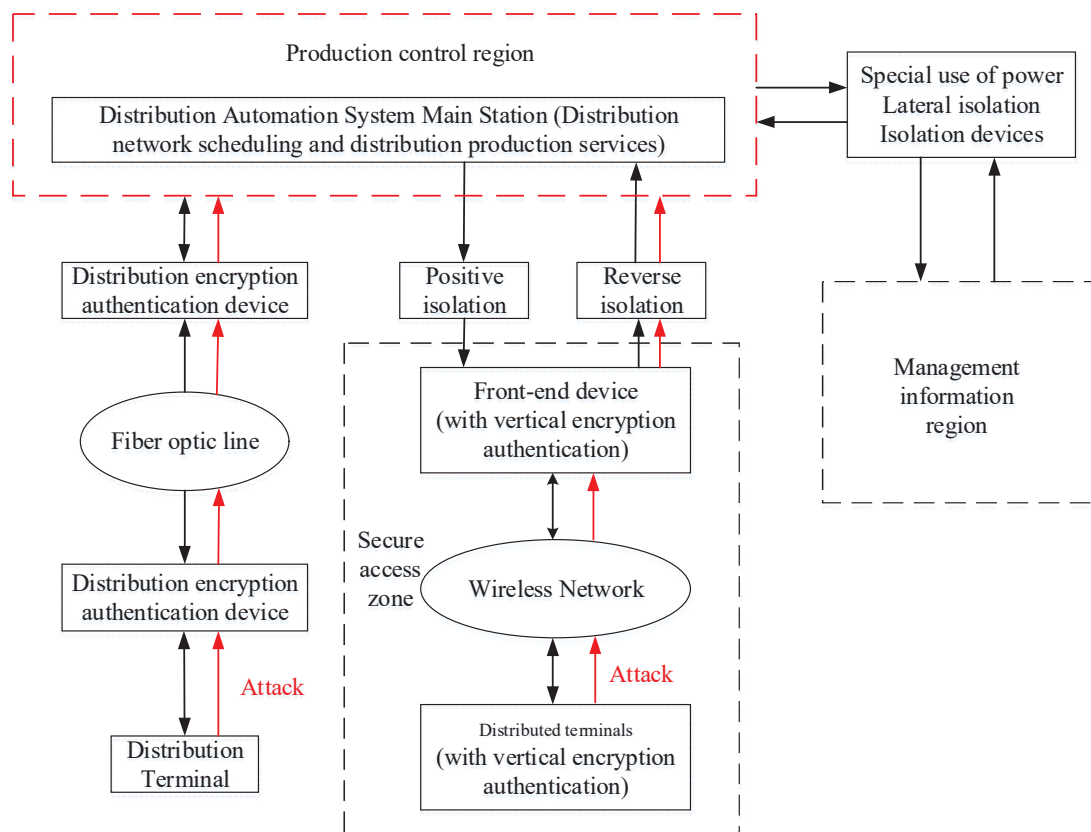 Production control region
Distribution Automation System Main Station (Distribution
network scheduling and distribution production services)
Special use of power
Lateral isolation
Isolation devices
Distribution encryption
authentication device
Positive
isolation
Reverse
isolation
Management
information
region
Front-end device
(with vertical encryption
authentication)
Fiber optic line
Secure
access
zone
Wireless Network
Distribution encryption
authentication device
Attack
Attack
Distribution
Terminal
Distributed terminals
(with vertical encryption
authentication)